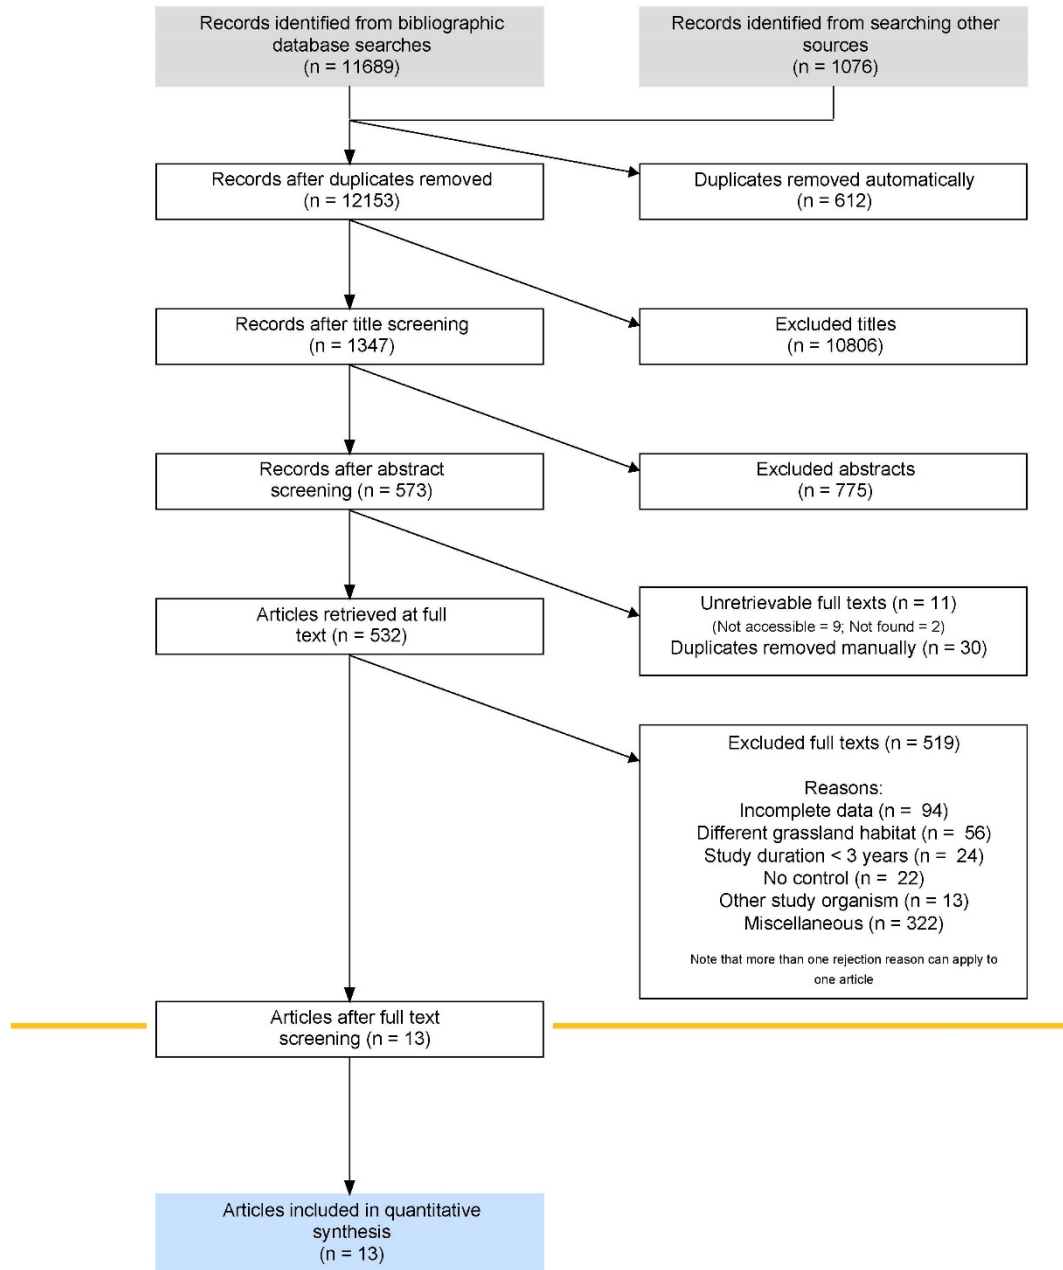 Records identified from bibliographic
database searches
(n = 11689)
Records identified from searching other
sources
(n = 1076)
Records after duplicates removed
(n = 12153)
Duplicates removed automatically
(n = 612)
Records after title screening
(n = 1347)
Excluded titles
(n = 10806)
Records after abstract
screening (n = 573)
Excluded abstracts
(n = 775)
Articles retrieved at full
text (n = 532)
Unretrievable full texts (n = 11)
(Not accessible = 9; Not found = 2)
Duplicates removed manually (n = 30)
Excluded full texts (n = 519)
Reasons:
Incomplete data (n =  94)
Different grassland habitat (n =  56)
Study duration < 3 years (n =  24)
No control (n =  22)
Other study organism (n = 13)
Miscellaneous (n = 322)
Note that more than one rejection reason can apply to
one article
Articles after full text
screening (n = 13)
Articles included in quantitative
synthesis
(n = 13)